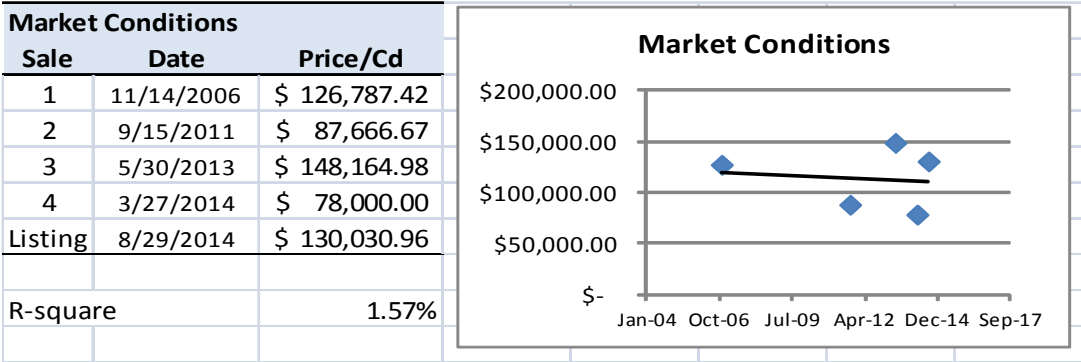 Market Conditions
Sale Date Price/Cd
1 11/14/2006 $ 126,787.42
2 9/15/2011 $ 87,666.67
3 5/30/2013 $ 148,164.98
4 3/27/2014 $ 78,000.00
Listing 8/29/2014 $ 130,030.96
R-square 1.57%
Market Conditions
$200,000.00
$150,000.00
$100,000.00
$50,000.00
$-
Jan-04 Oct-06 Jul-09 Apr-12 Dec-14 Sep-17